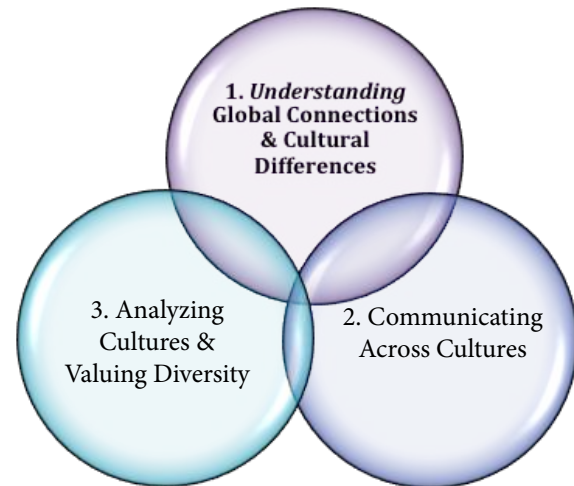 1. Understanding
Global Connections
& Cultural
Differences
3. Analyzing
Cultures &
Valuing Diversity
2. Communicating
Across Cultures